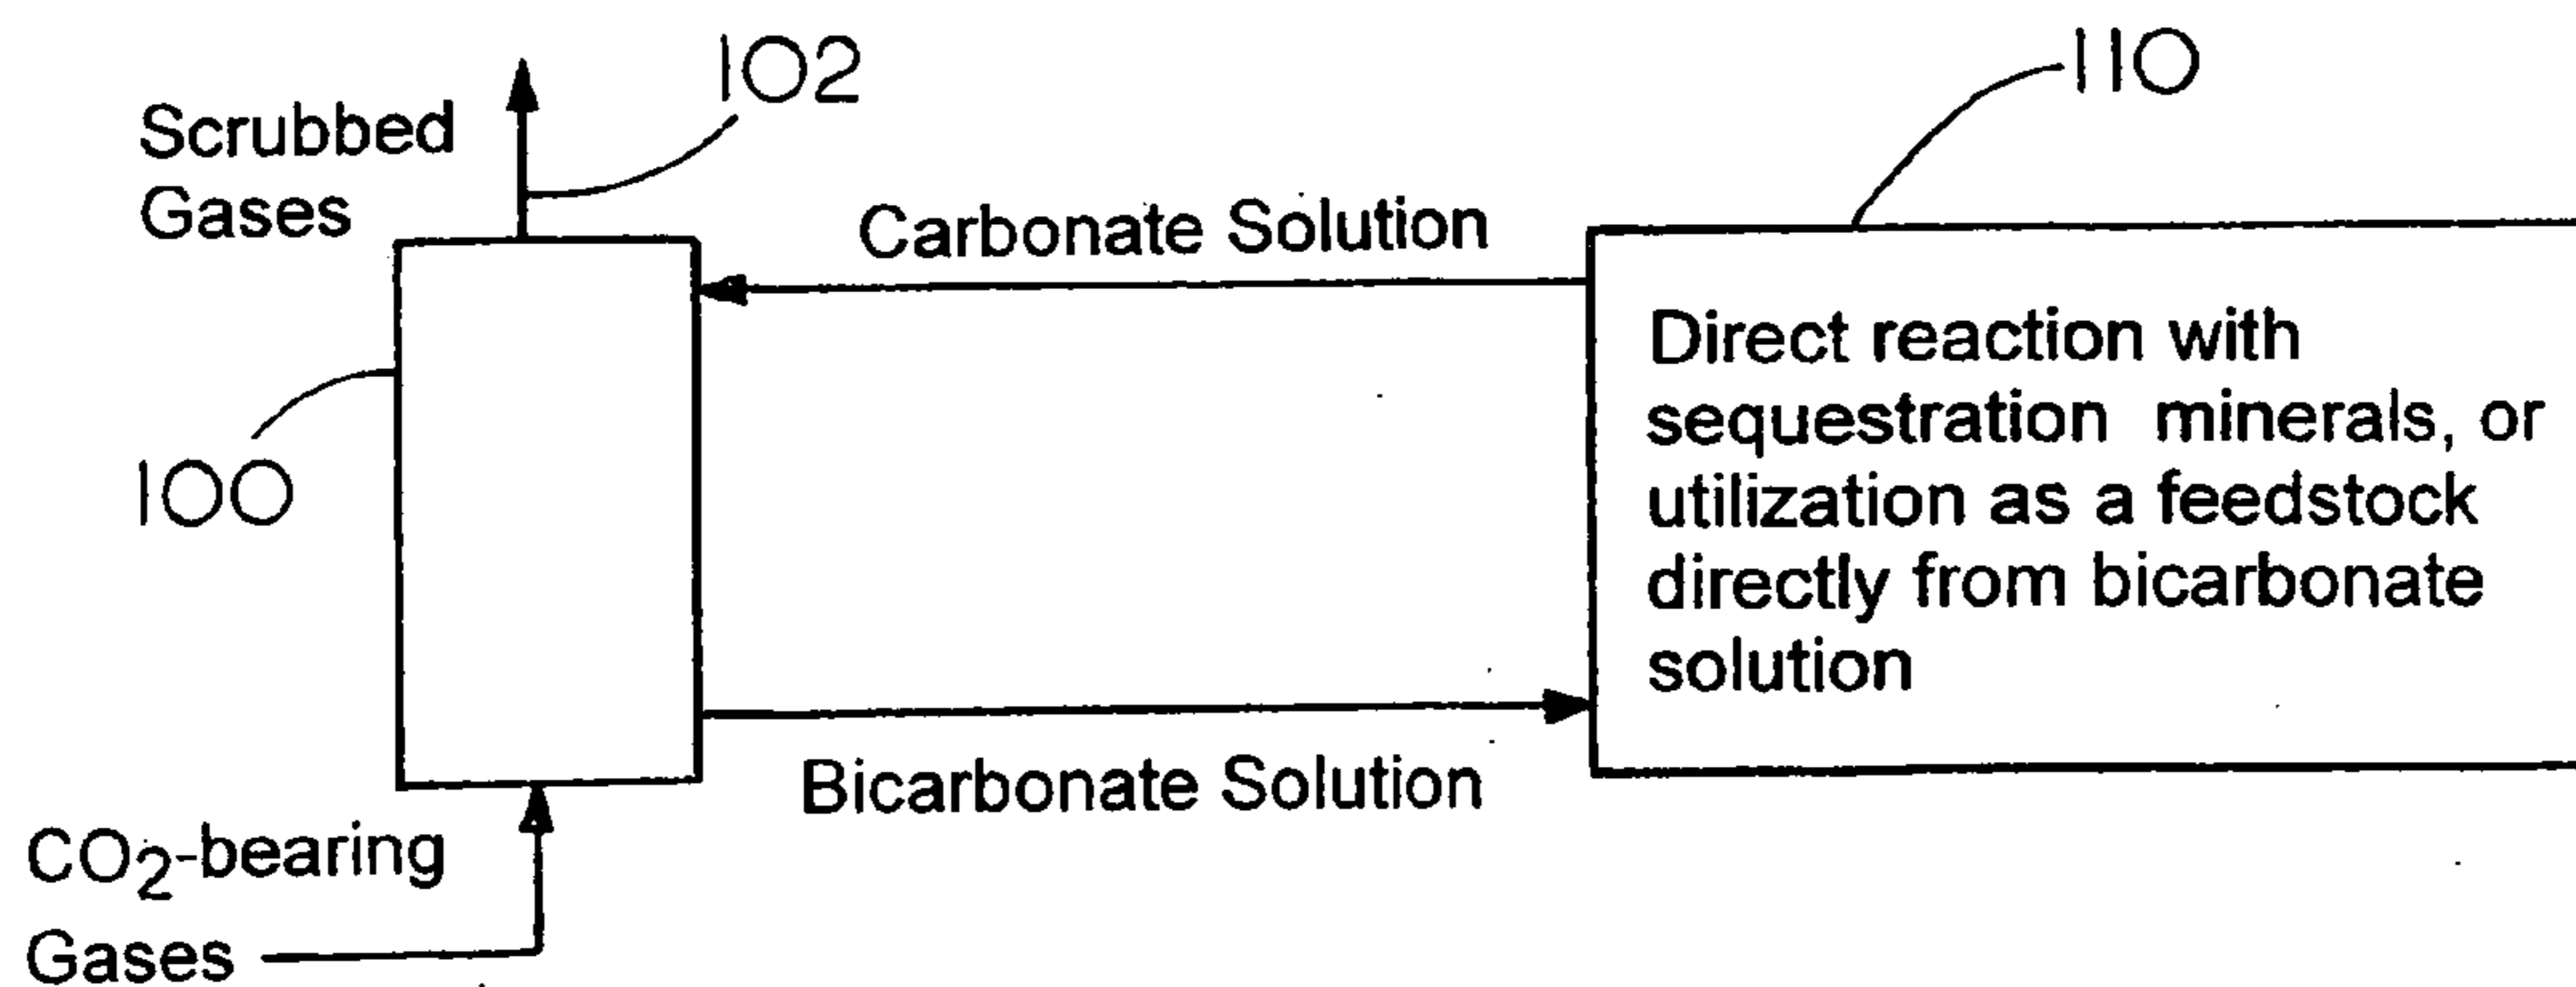 Scrubbed
Gases
102
110
Carbonate Solution
100
Direct reaction with
sequestration minerals, or
utilization as a feedstock
directly from bicarbonate
solution
Bicarbonate Solution
CO2-bearing
Gases